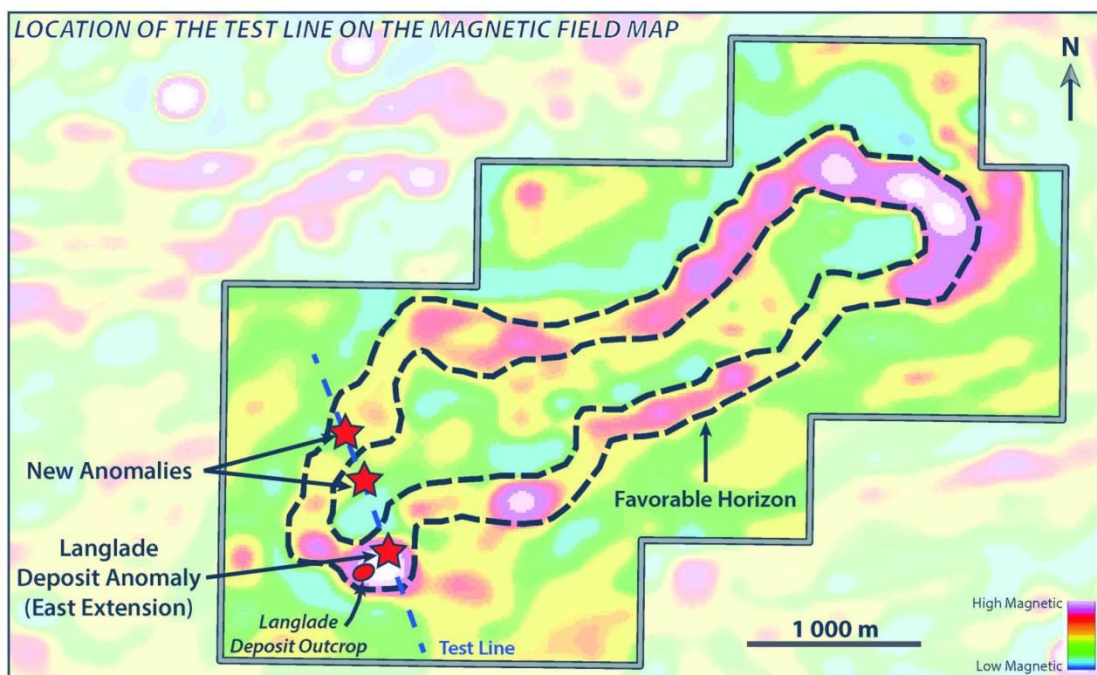 LOCATION OF THE TEST LINE ON THE MAGNETIC FIELD MAP
N
New Anomalies
Favorable Horizon
Langlade
Deposit Anomaly
(East Extension)
Langlade
Deposit Outcrop
Test Line
1 000 m
High Magnetic
Low Magnetic